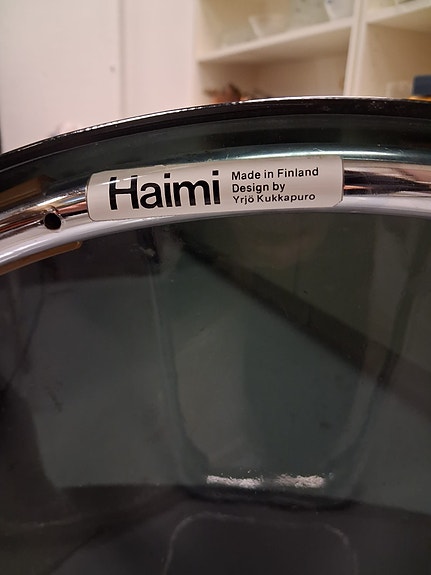 Haimi
Made in Finland
Design by
Yrjö Kukkapuro